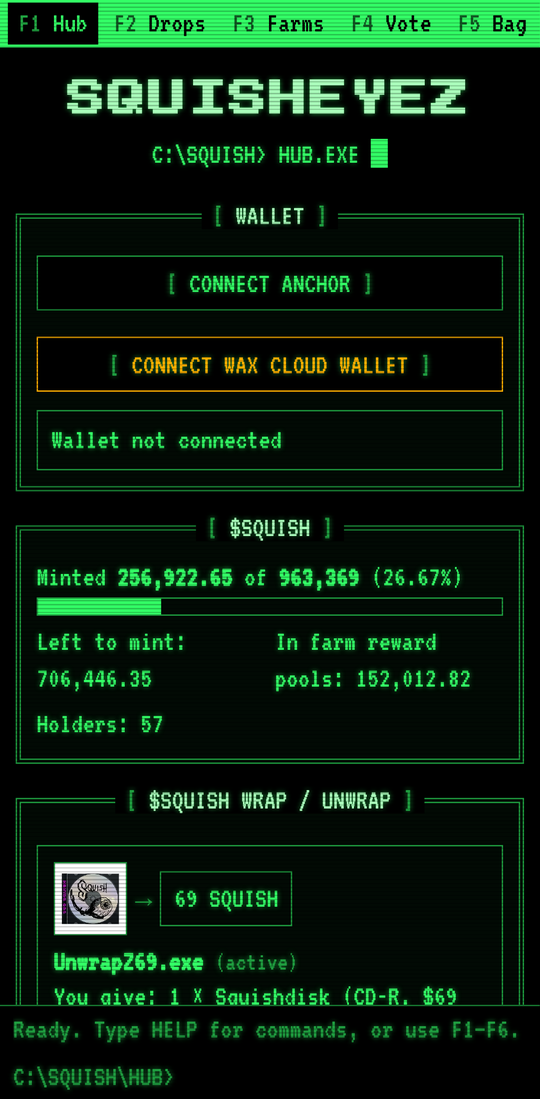 F1 Hub F2 Drops F3 Farms F4 Vote F5 Bag
SQUISHEYEZ
C:\SQUISH> HUB.EXE
[ WALLET ]
[ CONNECT ANCHOR ]
[ CONNECT WAX CLOUD WALLET ]
Wallet not connected
[ $SQUISH ]
Minted 256,922.65 of 963,369 (26.67%)
Left to mint:
706,446.35
In farm reward
pools: 152,012.82
Holders: 57
[ $SQUISH WRAP / UNWRAP ]
SQUISH
→ 69 SQUISH
UnwrapZ69.exe (active)
You give: 1 X Squishdisk (CD-R, $69
Ready. Type HELP for commands, or use F1-F6.
C:\SQUISH\HUB>